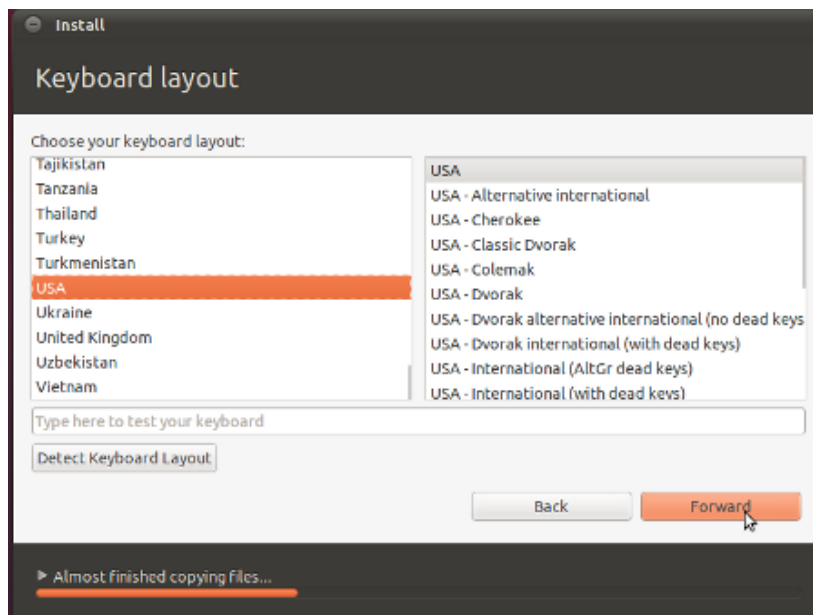 Install
Keyboard layout
Choose your keyboard layout:
Tajikistan
Tanzania
Thailand
Turkey
Turkmenistan
USA
Ukraine
United Kingdom
Uzbekistan
Vietnam
USA
USA - Alternative international
USA - Cherokee
USA - Classic Dvorak
USA - Colemak
USA - Dvorak
USA - Dvorak alternative international (no dead keys
USA - Dvorak international (with dead keys)
USA - International (AltGr dead keys)
USA - International (with dead keys)
Type here to test your keyboard
Detect Keyboard Layout
Back
Forward
Almost finished copying files...